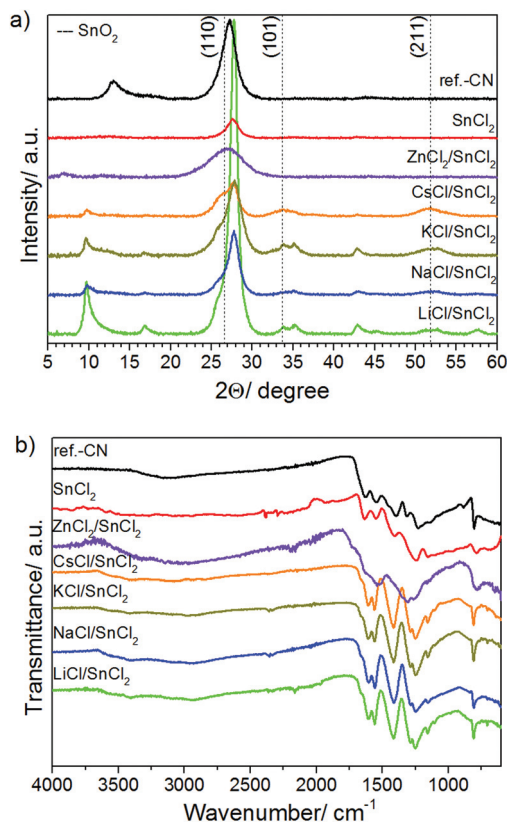 a)
--- SnO₂
(110)
(101)
(211)
ref.-CN
SnCl₂
ZnCl₂/SnCl₂
CsCl/SnCl₂
KCl/SnCl₂
NaCl/SnCl₂
LiCl/SnCl₂
Intensity/ a.u.
5 10 15 20 25 30 35 40 45 50 55 60
2Θ/ degree
b)
ref.-CN
SnCl₂
ZnCl₂/SnCl₂
CsCl/SnCl₂
KCl/SnCl₂
NaCl/SnCl₂
LiCl/SnCl₂
Transmittance/ a.u.
4000 3500 3000 2500 2000 1500 1000
Wavenumber/ cm⁻¹